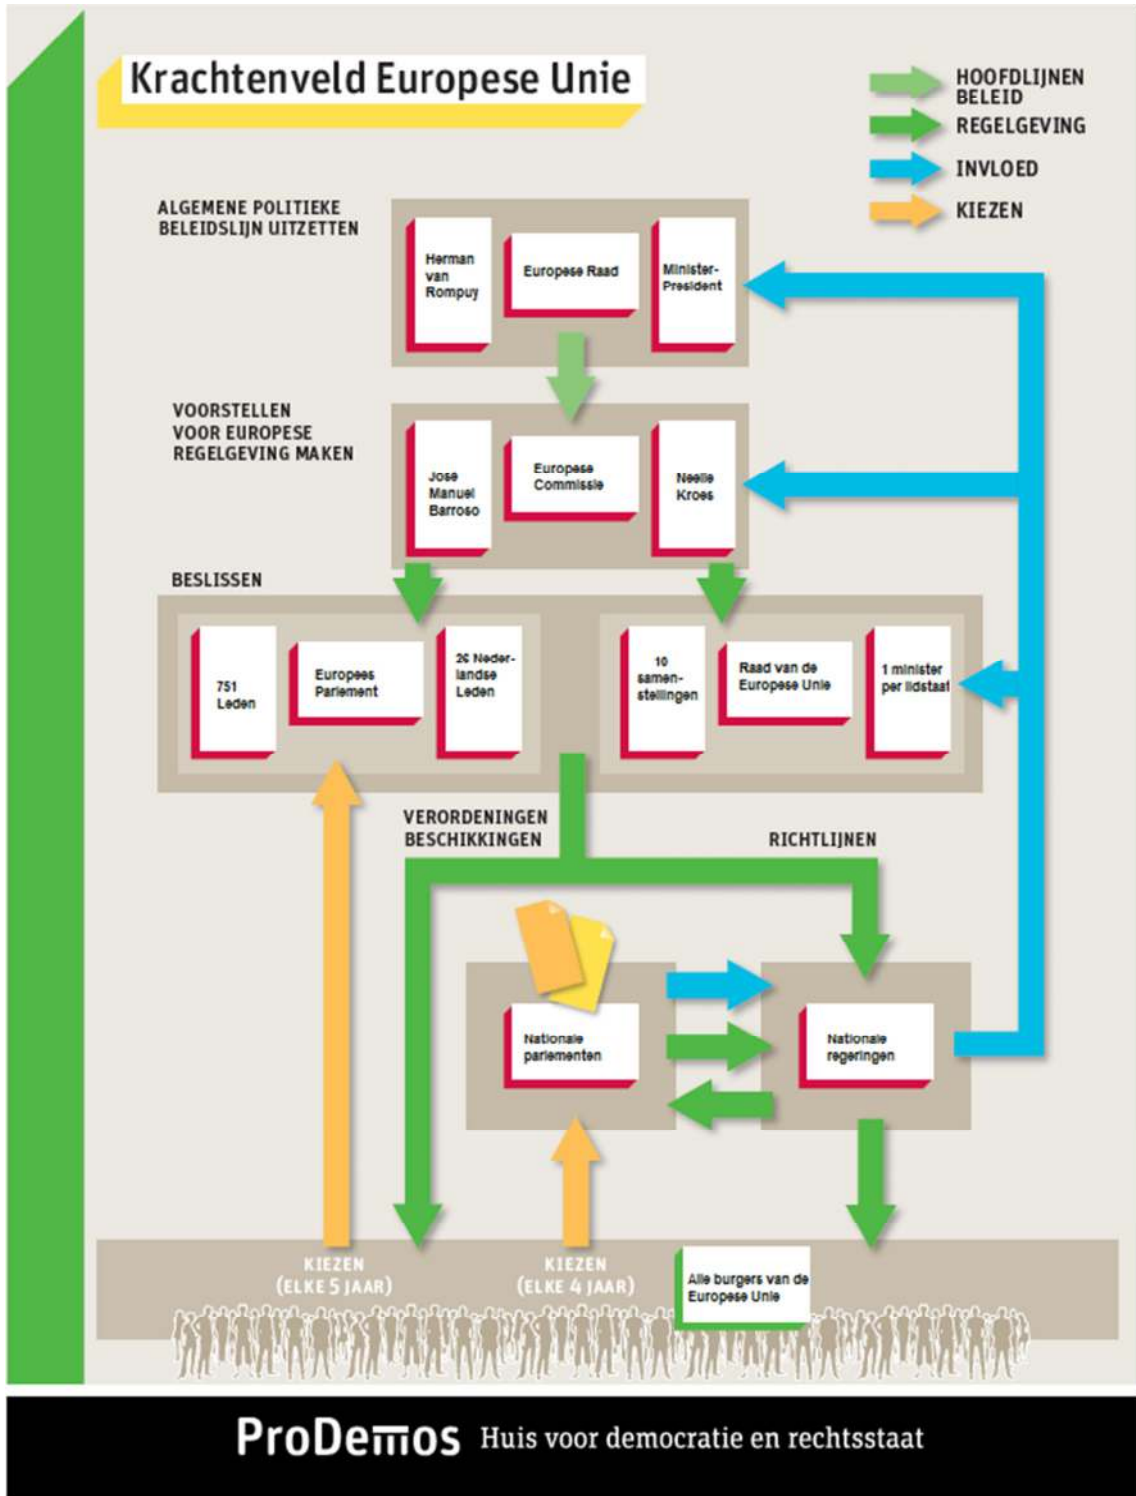 Krachtenveld Europese Unie
HOOFDLIJNEN
BELEID
REGELGEVING
INVLOED
KIEZEN
ALGEMENE POLITIEKE
BELEIDSLIJN UITZETTEN
Herman
van
Rompuy
Europese Raad
Minister-
President
VOORSTELLEN
VOOR EUROPESE
REGELGEVING MAKEN
Jose
Manuel
Barroso
Europese
Commissie
Neelie
Kroes
BESLISSEN
751
Leden
Europees
Parlement
26 Neder-
landse
Leden
10
samen-
stellingen
Raad van de
Europese Unie
1 minister
per lidstaat
VERORDENINGEN
BESCHIKKINGEN
RICHTLIJNEN
Nationale
parlementen
Nationale
regeringen
KIEZEN
(ELKE 5 JAAR)
KIEZEN
(ELKE 4 JAAR)
Alle burgers van de
Europese Unie
ProDemos Huis voor democratie en rechtsstaat